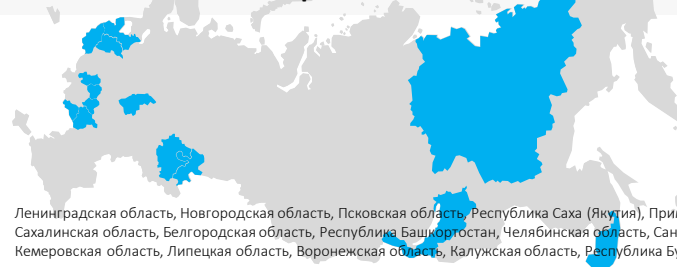 Ленинградская область, Новгородская область, Псковская область, Республика Саха (Якутия),
Сахалинская область, Белгородская область, Республика Башкортостан, Челябинская область,
Кемеровская область, Липецкая область, Воронежская область, Калужская область, Республика